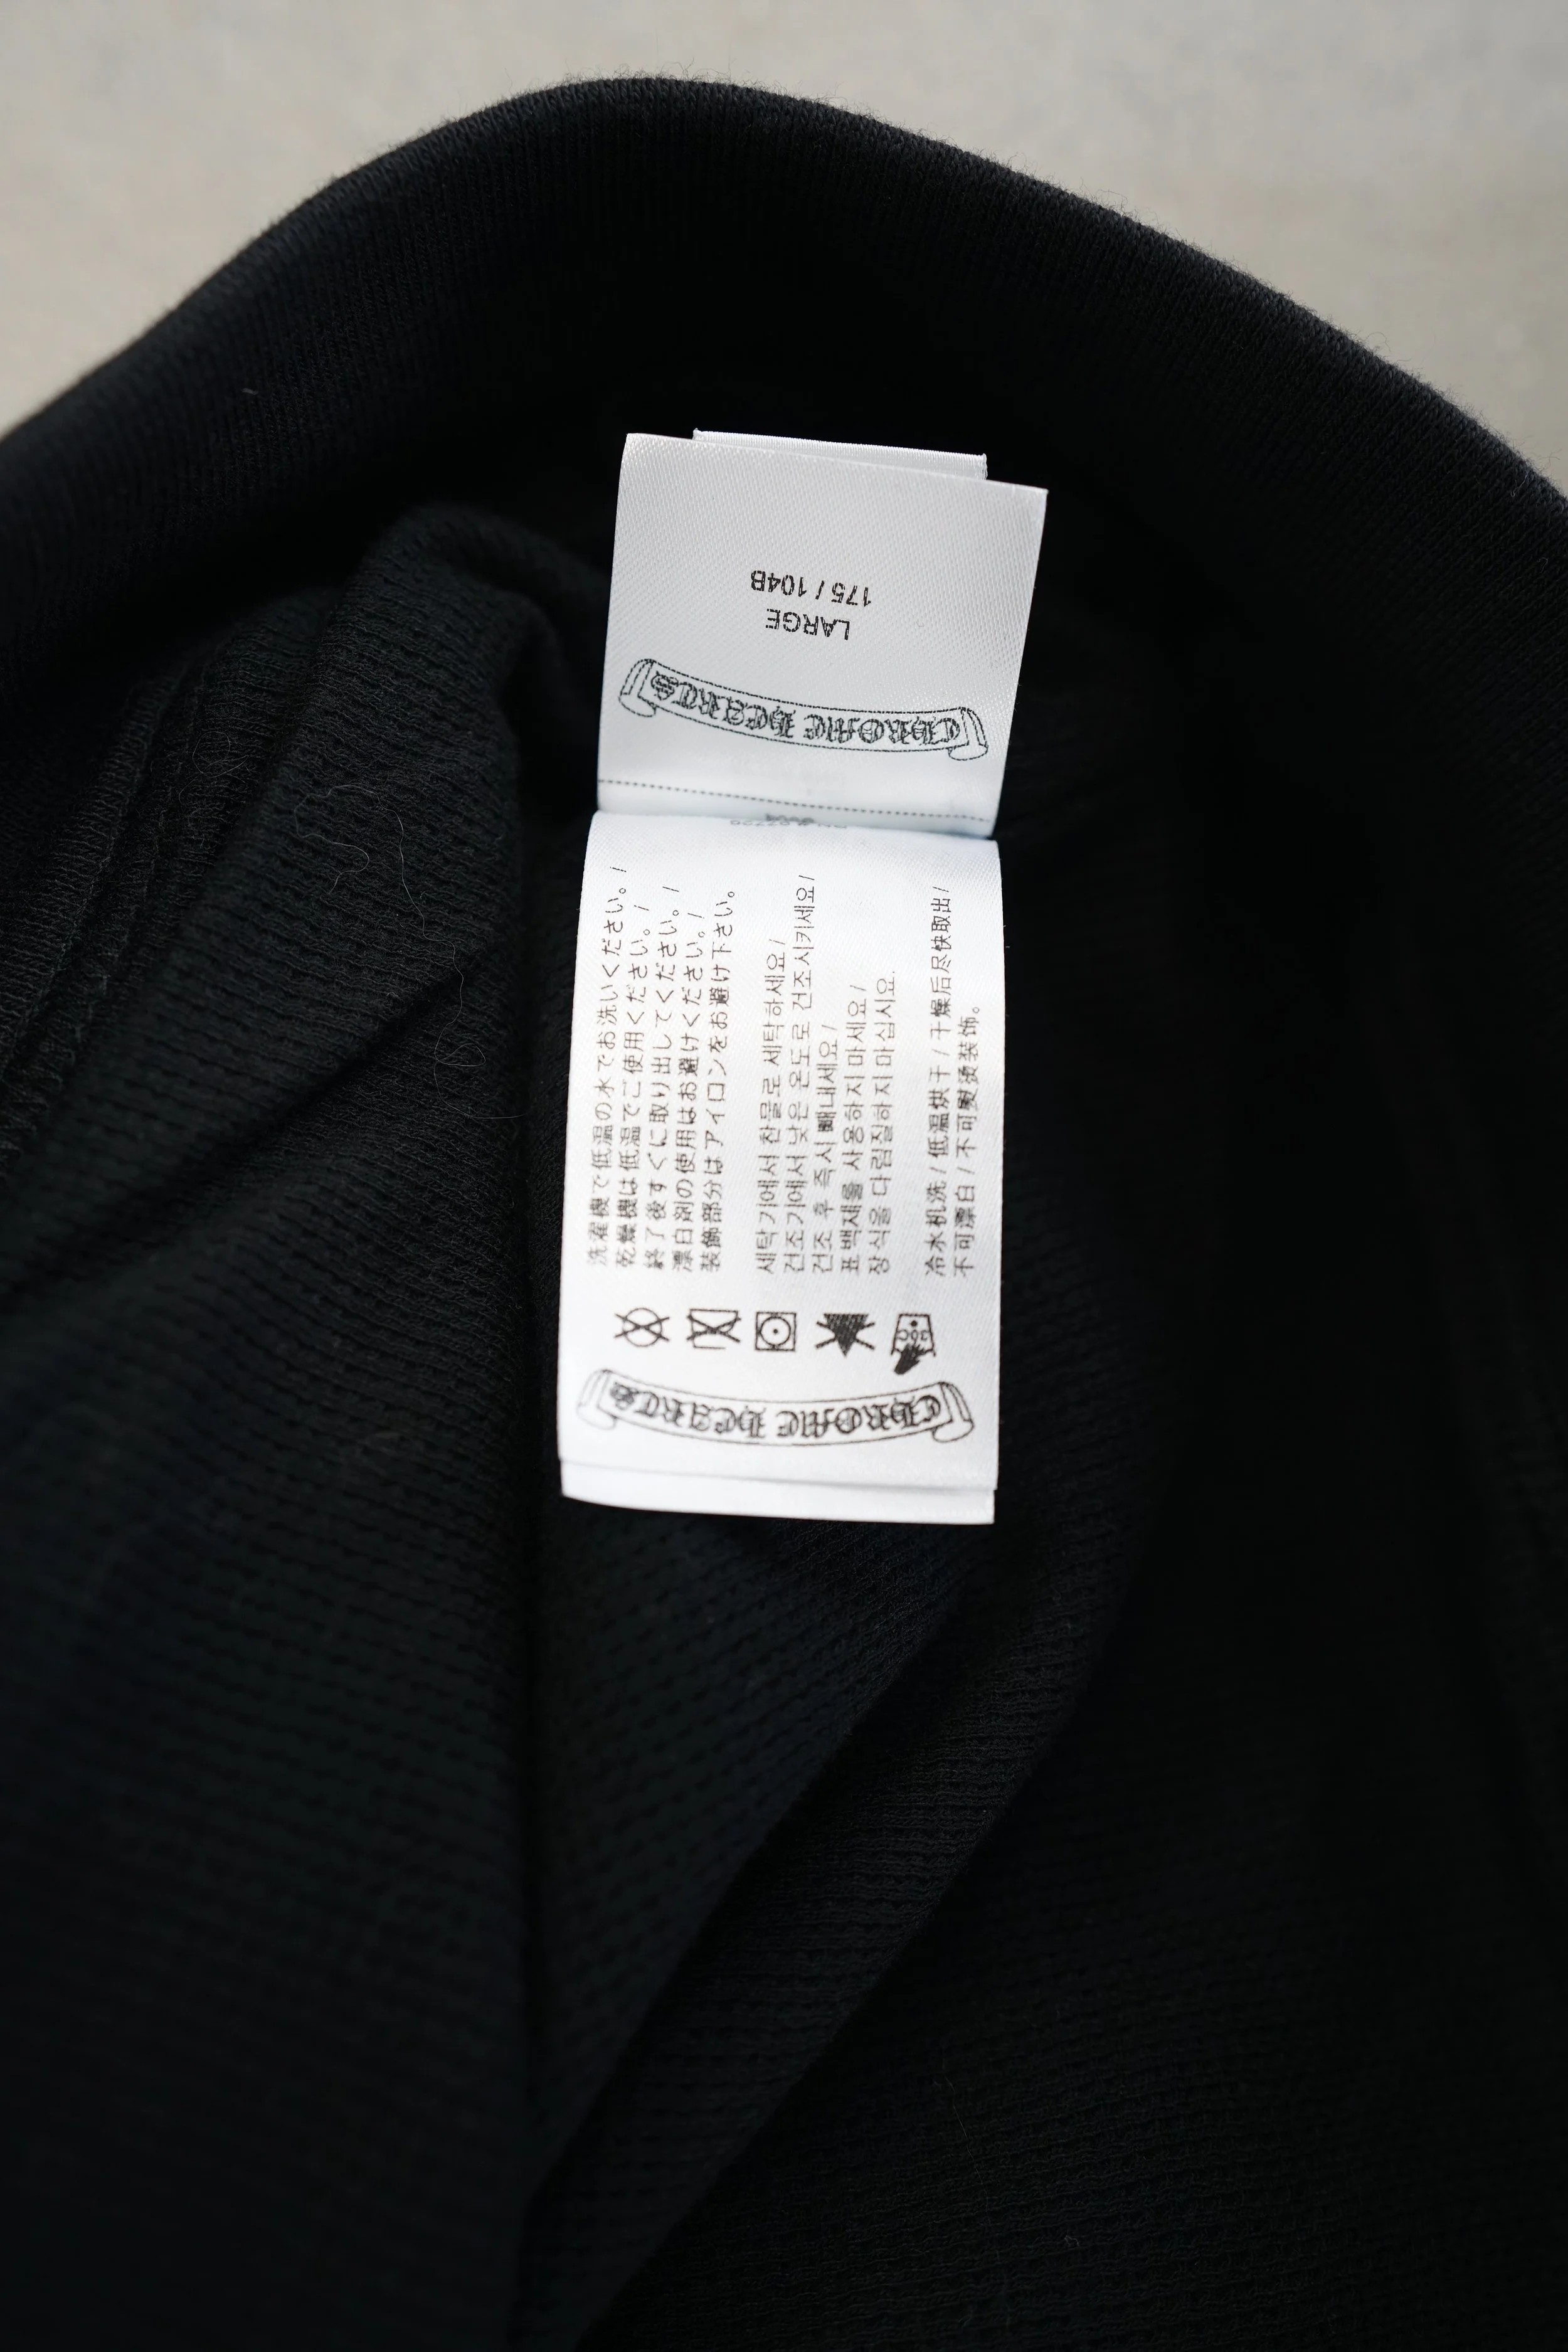 CHROME HEARTS
LARGE
175 / 104B
CHROME HEARTS
30C
洗濯機で低温の水でお洗いください。/
乾燥機は低温でご使用ください。/
終了後すぐに取り出してください。/
漂白剤の使用はお避けください。/
装飾部分はアイロンをお避け下さい。
세탁기에서 찬물로 세탁하세요 /
건조기에서 낮은 온도로 건조시키세요 /
건조 후 즉시 빼내세요 /
표백제를 사용하지 마세요 /
장식을 다림질하지 마십시요.
冷水机洗 / 低温烘干 / 干燥后尽快取出 /
不可漂白 / 不可熨烫装饰。